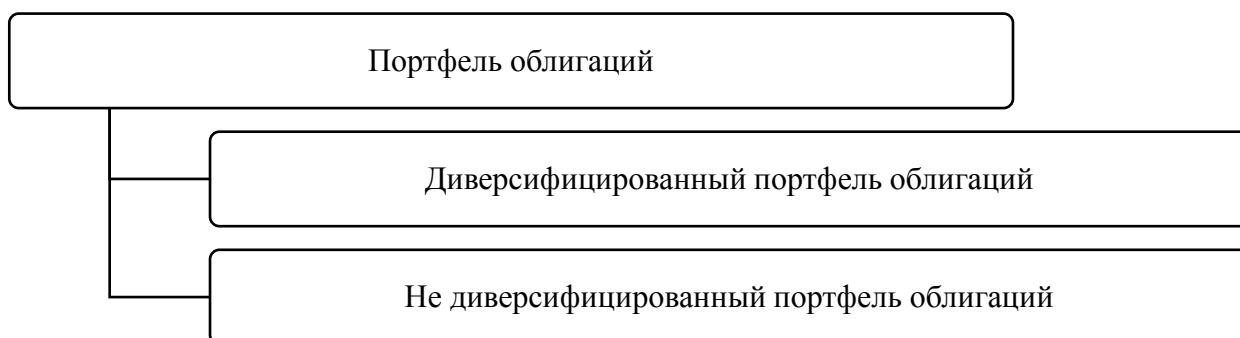 Портфель облигаций
Диверсифицированный портфель облигаций
Не диверсифицированный портфель облигаций